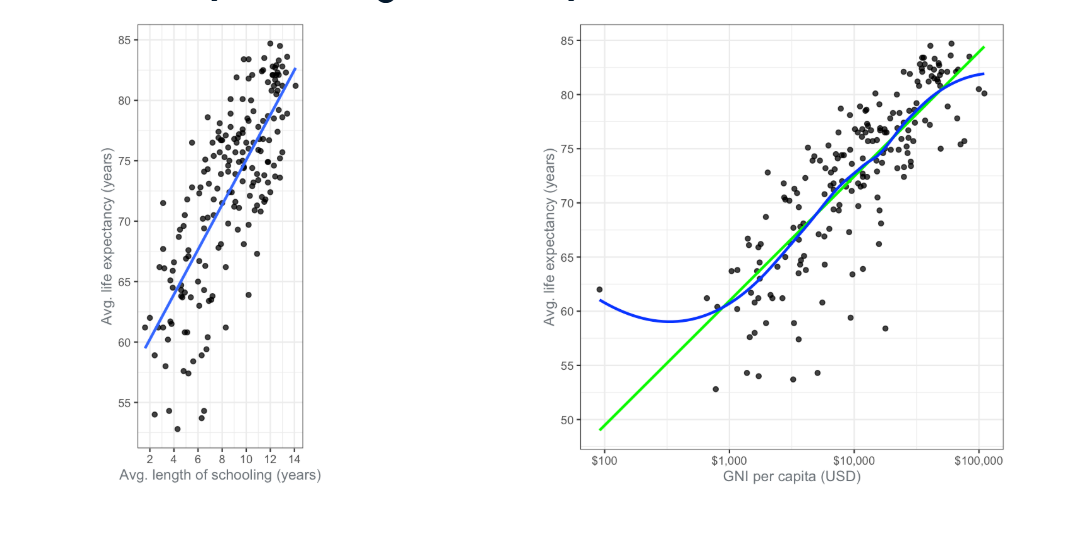 85
80
75
70
65
60
55
2 4 6 8 10 12 14
Avg. length of schooling (years)
Avg. life expectancy (years)
85
80
75
70
65
60
55
50
$100 $1,000 $10,000 $100,000
GNI per capita (USD)
Avg. life expectancy (years)